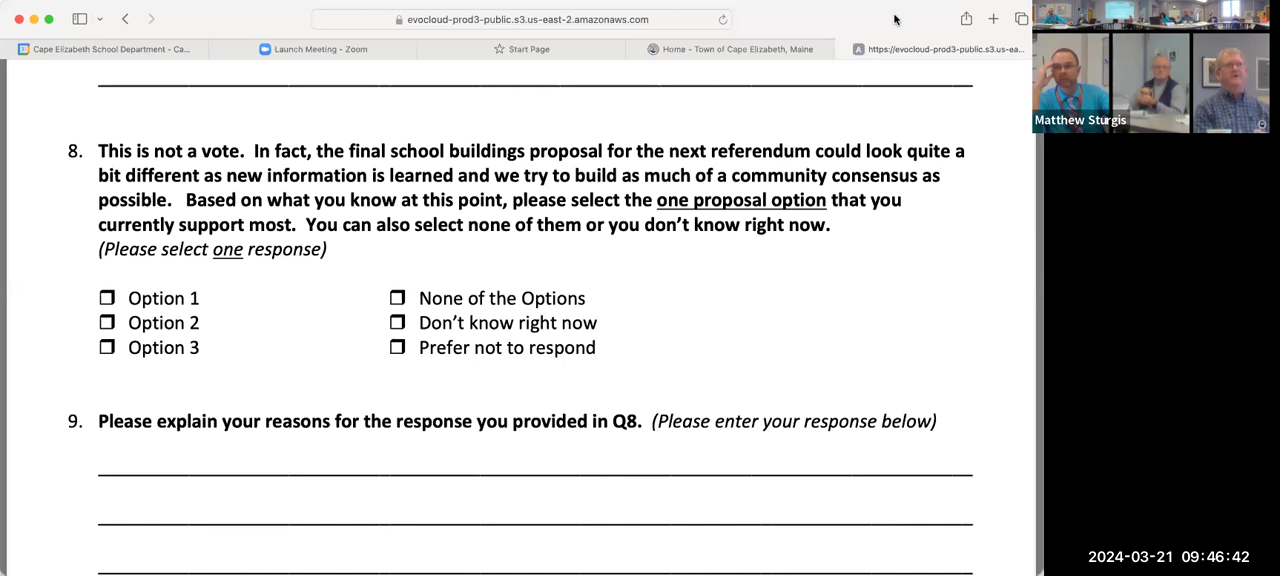 evocloud-prod3-public.s3.us-east-2.amazonaws.com
Cape Elizabeth School Department - Ca...
Launch Meeting - Zoom
Start Page
Home - Town of Cape Elizabeth, Maine
A https://evocloud-prod3-public.s3.us-ea...
Matthew Sturgis
8. This is not a vote. In fact, the final school buildings proposal for the next referendum could look quite a
bit different as new information is learned and we try to build as much of a community consensus as
possible. Based on what you know at this point, please select the one proposal option that you
currently support most. You can also select none of them or you don’t know right now.
(Please select one response)
❒ Option 1
❒ Option 2
❒ Option 3
❒ None of the Options
❒ Don’t know right now
❒ Prefer not to respond
9. Please explain your reasons for the response you provided in Q8. (Please enter your response below)
2024-03-21 09:46:42